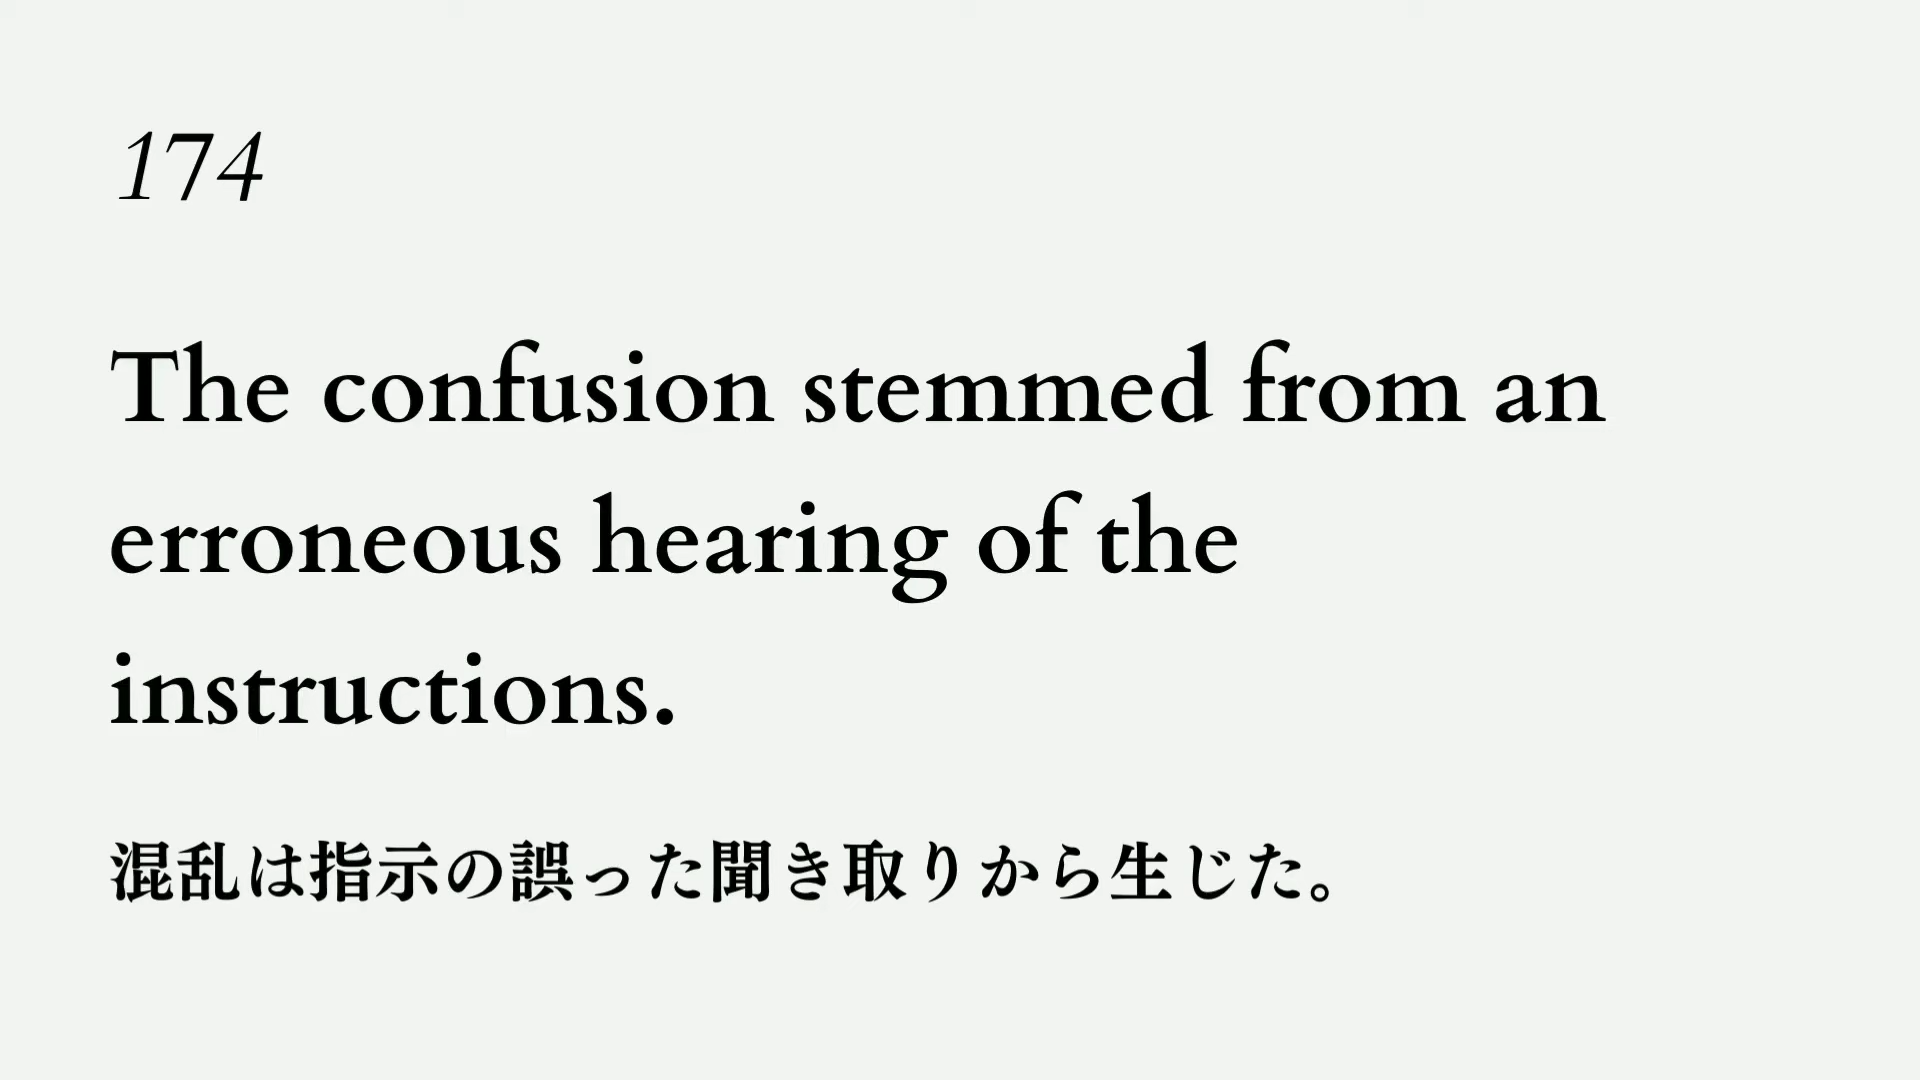 174
The confusion stemmed from an
erroneous hearing of the
instructions.
混乱は指示の誤った聞き取りから生じた。